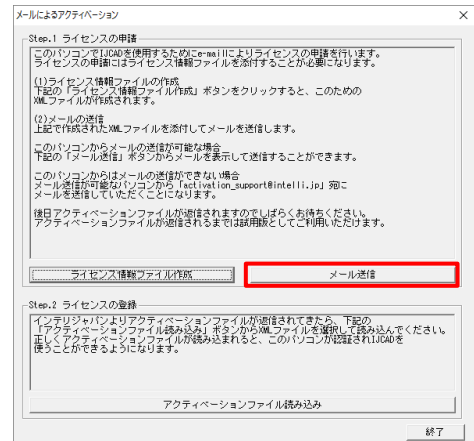 メールによるアクティベーション
Step.1 ライセンスの申請
このパソコンでIJCADを使用するためにe-mailによりライセンスの申請を行います。
ライセンスの申請にはライセンス情報ファイルを添付することが必要になります。
(1)ライセンス情報ファイルの作成
下記の「ライセンス情報ファイル作成」ボタンをクリックすると、このための
XMLファイルが作成されます。
(2)メールの送信
上記で作成されたXMLファイルを添付してメールを送信します。
このパソコンからメールの送信が可能な場合
下記の「メール送信」ボタンからメールを表示して送信することができます。
このパソコンからはメールの送信ができない場合
メール送信が可能なパソコンから「activation_support@intelli.jp」宛に
メールを送信していただくことになります。
後日アクティベーションファイルが返信されますのでしばらくお待ちください。
アクティベーションファイルが返信されるまでは試用版としてご利用いただけます。
ライセンス情報ファイル作成
メール送信
Step.2 ライセンスの登録
インテリジャパンよりアクティベーションファイルが返信されてきたら、下記の
「アクティベーションファイル読み込み」ボタンからXMLファイルを選択して読み込んでください。
正しくアクティベーションファイルが読み込まれると、このパソコンが認証されIJCADを
使うことができるようになります。
アクティベーションファイル読み込み
終了